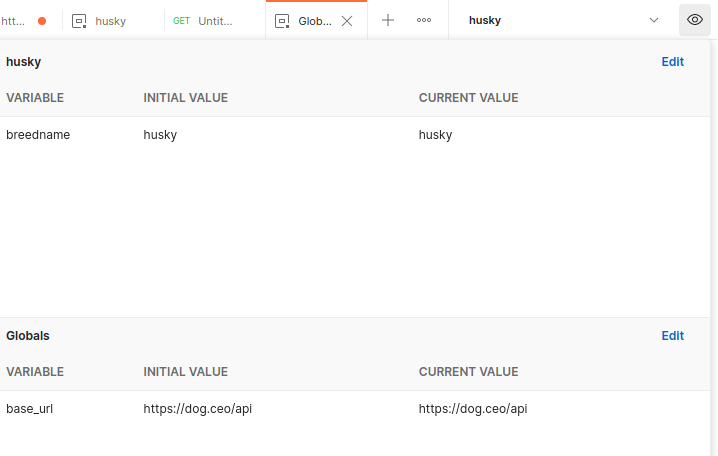 htt... husky GET Untit... Glob... husky
husky Edit
VARIABLE INITIAL VALUE CURRENT VALUE
breedname husky husky
Globals Edit
VARIABLE INITIAL VALUE CURRENT VALUE
base_url https://dog.ceo/api https://dog.ceo/api